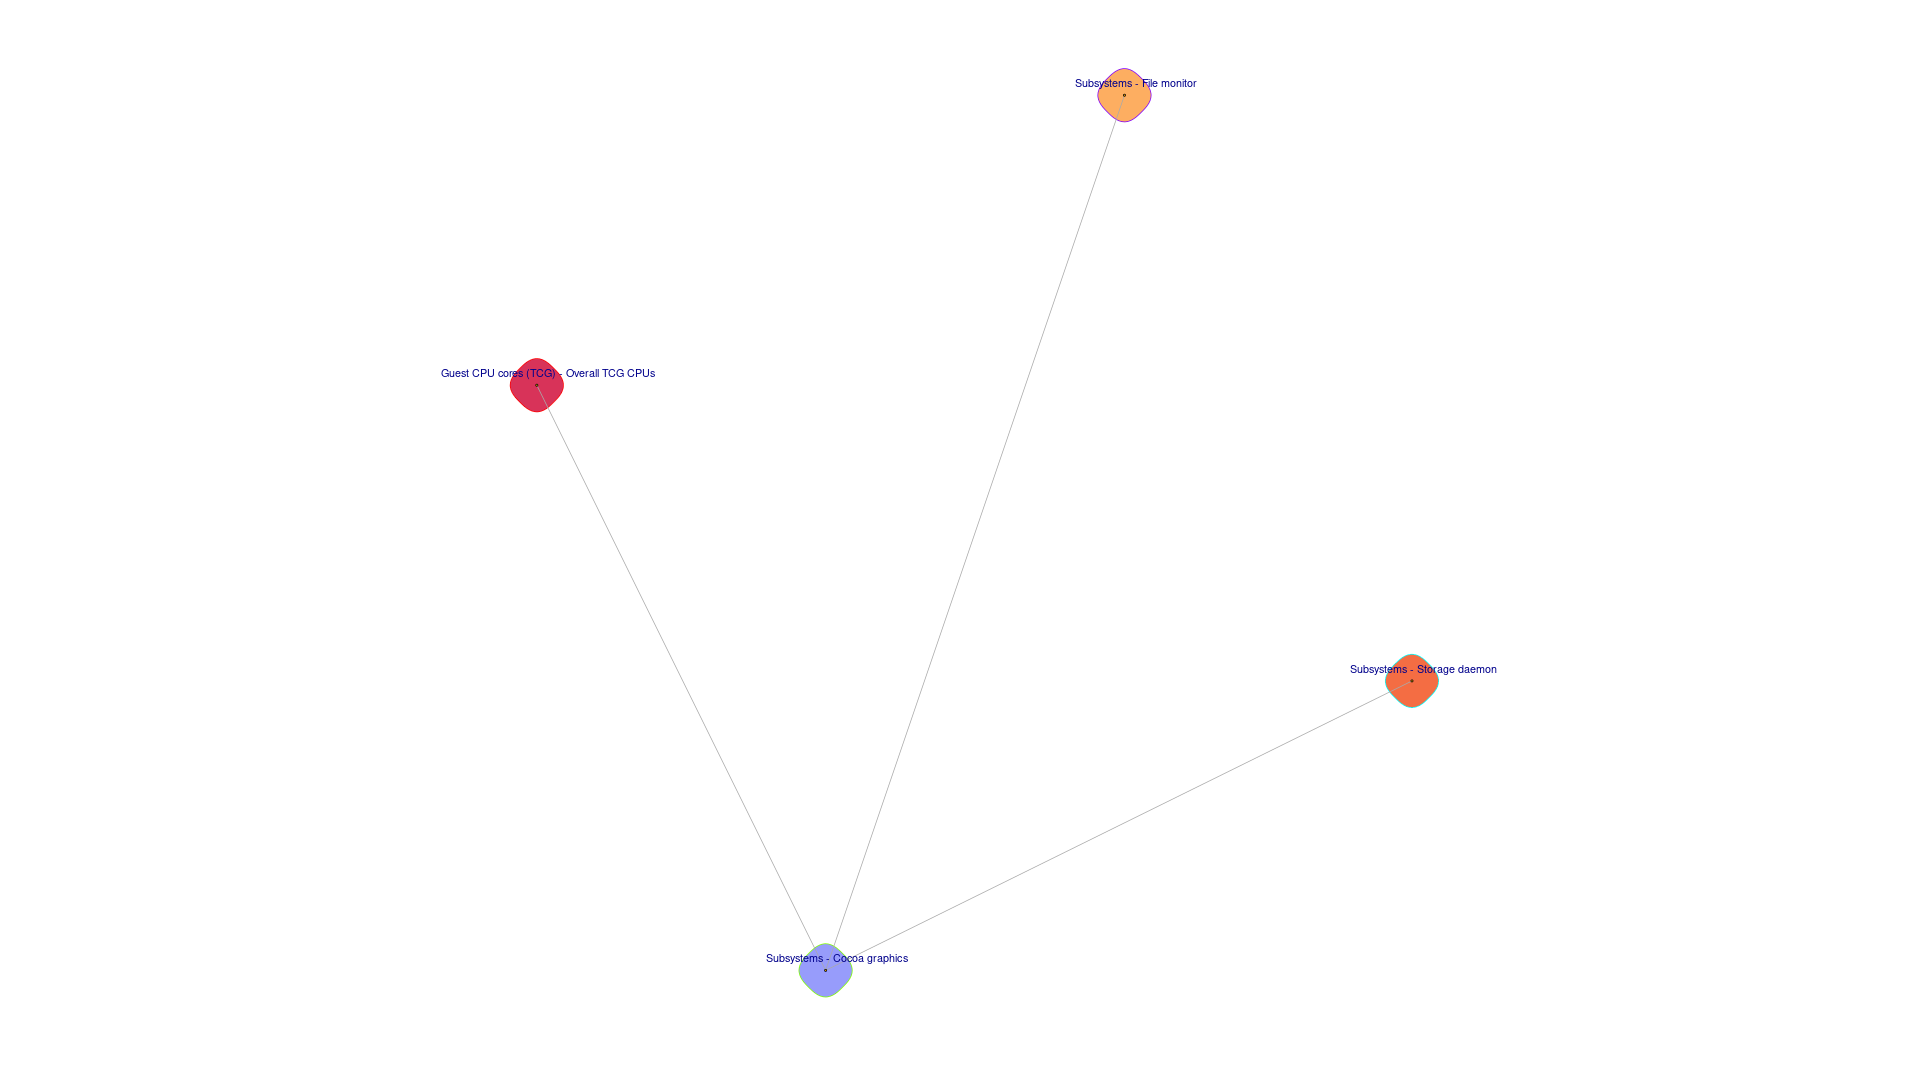 Subsystems - File monitor
Guest CPU cores (TCG) - Overall TCG CPUs
Subsystems - Storage daemon
Subsystems - Cocoa graphics